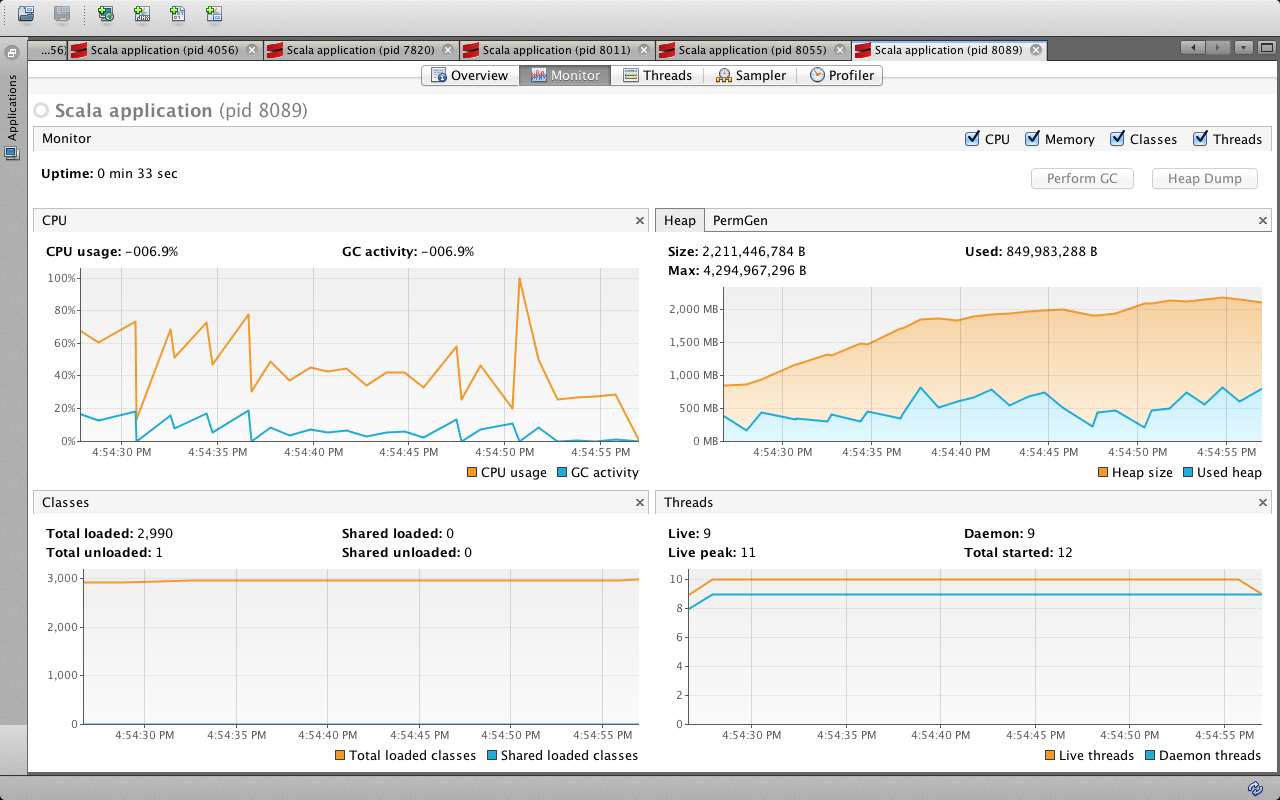 ...56)
Scala application (pid 4056)
Scala application (pid 7820)
Scala application (pid 8011)
Scala application (pid 8055)
Scala application (pid 8089)
Applications
Overview Monitor Threads Sampler Profiler
Scala application (pid 8089)
Monitor
CPU Memory Classes Threads
Uptime: 0 min 33 sec
Perform GC Heap Dump
CPU
CPU usage: -006.9% GC activity: -006.9%
100%
80%
60%
40%
20%
0%
4:54:30 PM 4:54:35 PM 4:54:40 PM 4:54:45 PM 4:54:50 PM 4:54:55 PM
CPU usage GC activity
Heap PermGen
Size: 2,211,446,784 B Used: 849,983,288 B
Max: 4,294,967,296 B
2,000 MB
1,500 MB
1,000 MB
500 MB
0 MB
4:54:30 PM 4:54:35 PM 4:54:40 PM 4:54:45 PM 4:54:50 PM 4:54:55 PM
Heap size Used heap
Classes
Total loaded: 2,990 Shared loaded: 0
Total unloaded: 1 Shared unloaded: 0
3,000
2,000
1,000
0
4:54:30 PM 4:54:35 PM 4:54:40 PM 4:54:45 PM 4:54:50 PM 4:54:55 PM
Total loaded classes Shared loaded classes
Threads
Live: 9 Daemon: 9
Live peak: 11 Total started: 12
10
8
6
4
2
0
4:54:30 PM 4:54:35 PM 4:54:40 PM 4:54:45 PM 4:54:50 PM 4:54:55 PM
Live threads Daemon threads